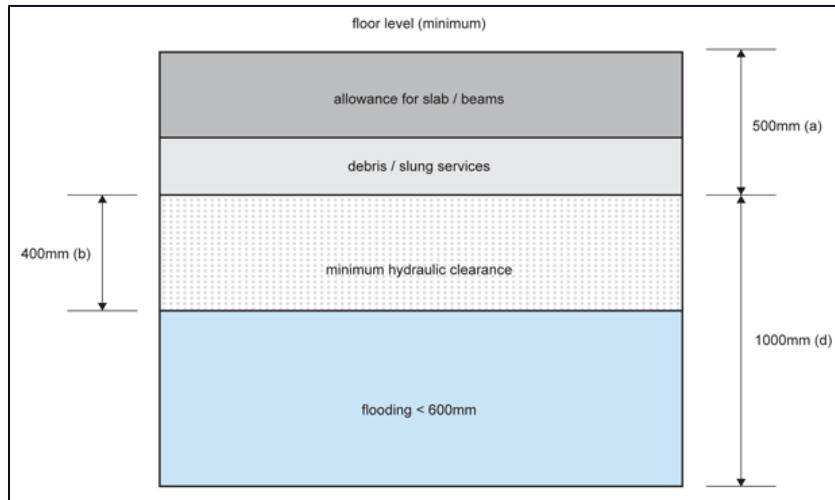 floor level (minimum)
allowance for slab / beams
500mm (a)
debris / slung services
400mm (b)
minimum hydraulic clearance
1000mm (d)
flooding < 600mm